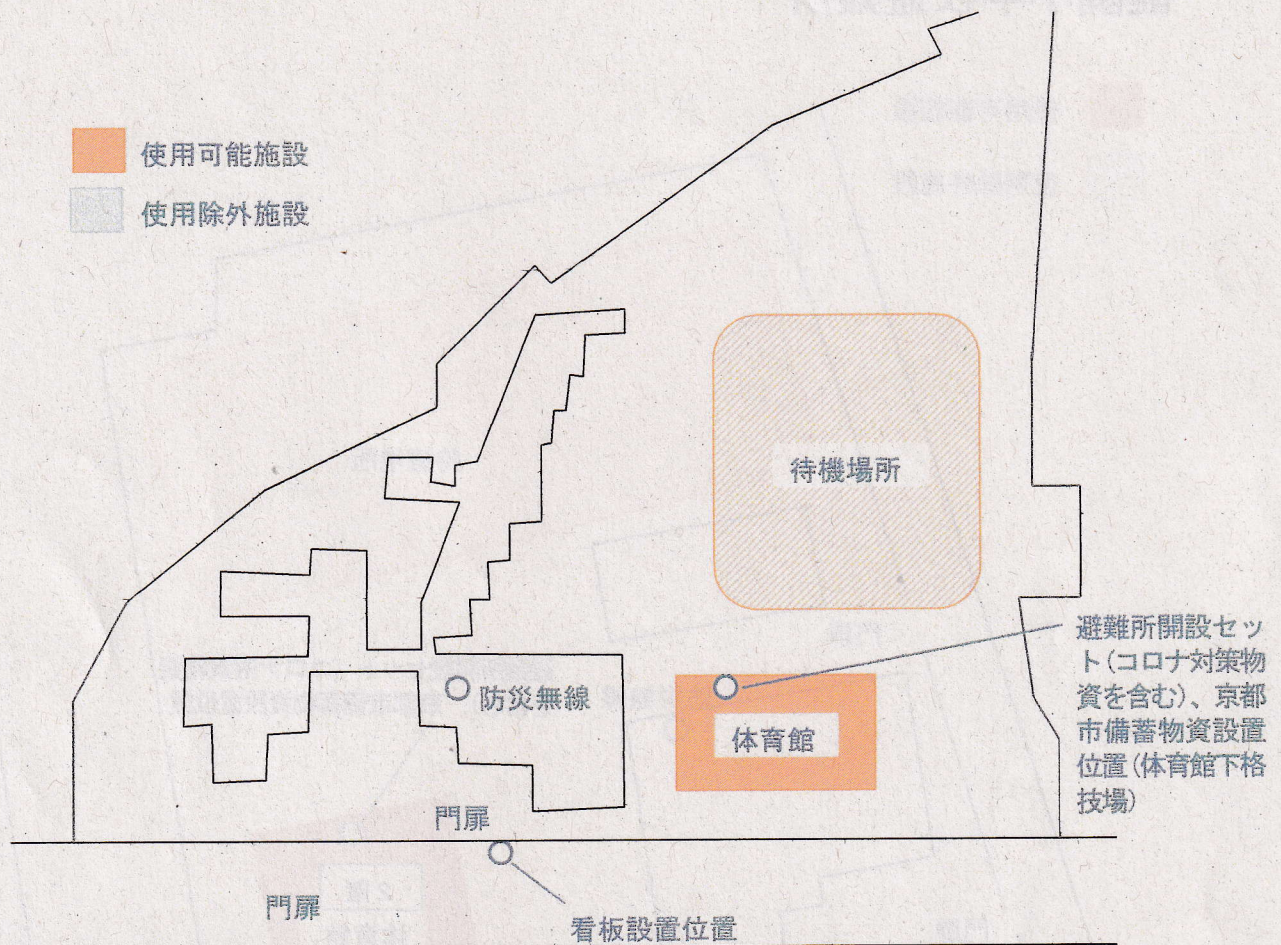 使用可能施設
使用除外施設
待機場所
避難所開設セッ
ト(コロナ対策物
資を含む)、京都
市備蓄物資設置
位置(体育館下格
技場)
防災無線
体育館
門扉
門扉
看板設置位置